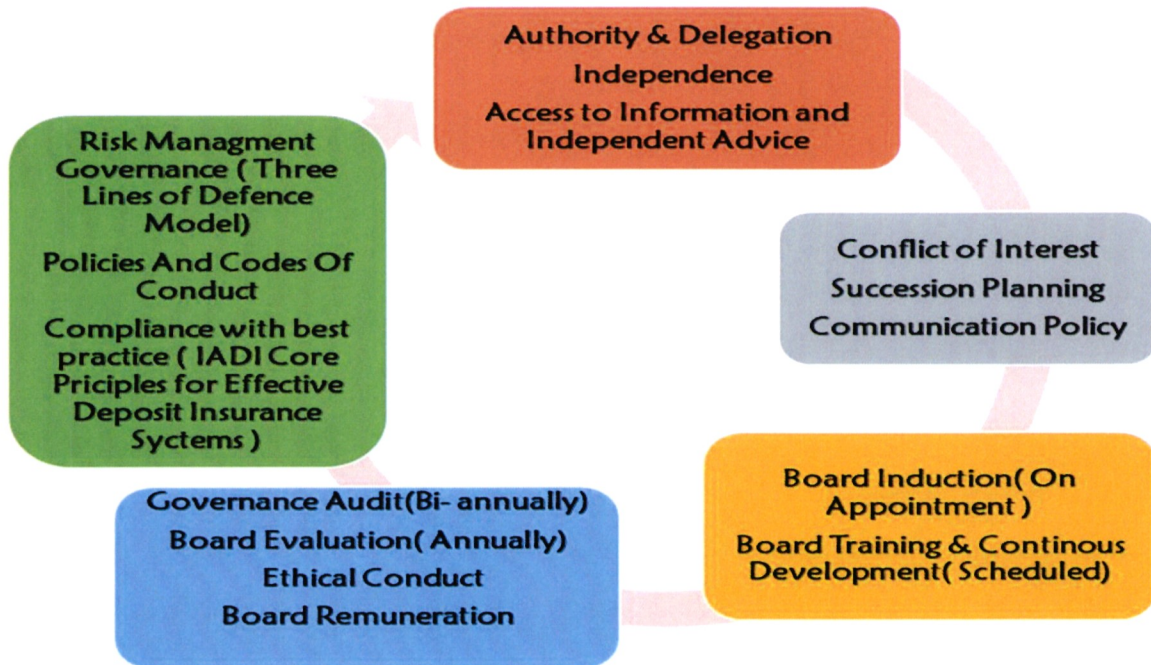 Authority & Delegation
Independence
Access to Information and
Independent Advice
Conflict of Interest
Succession Planning
Communication Policy
Board Induction( On
Appointment )
Board Training & Continous
Development( Scheduled)
Governance Audit(Bi- annually)
Board Evaluation( Annually)
Ethical Conduct
Board Remuneration
Risk Managment
Governance ( Three
Lines of Defence
Model)
Policies And Codes Of
Conduct
Compliance with best
practice ( IADI Core
Priciples for Effective
Deposit Insurance
Syctems )